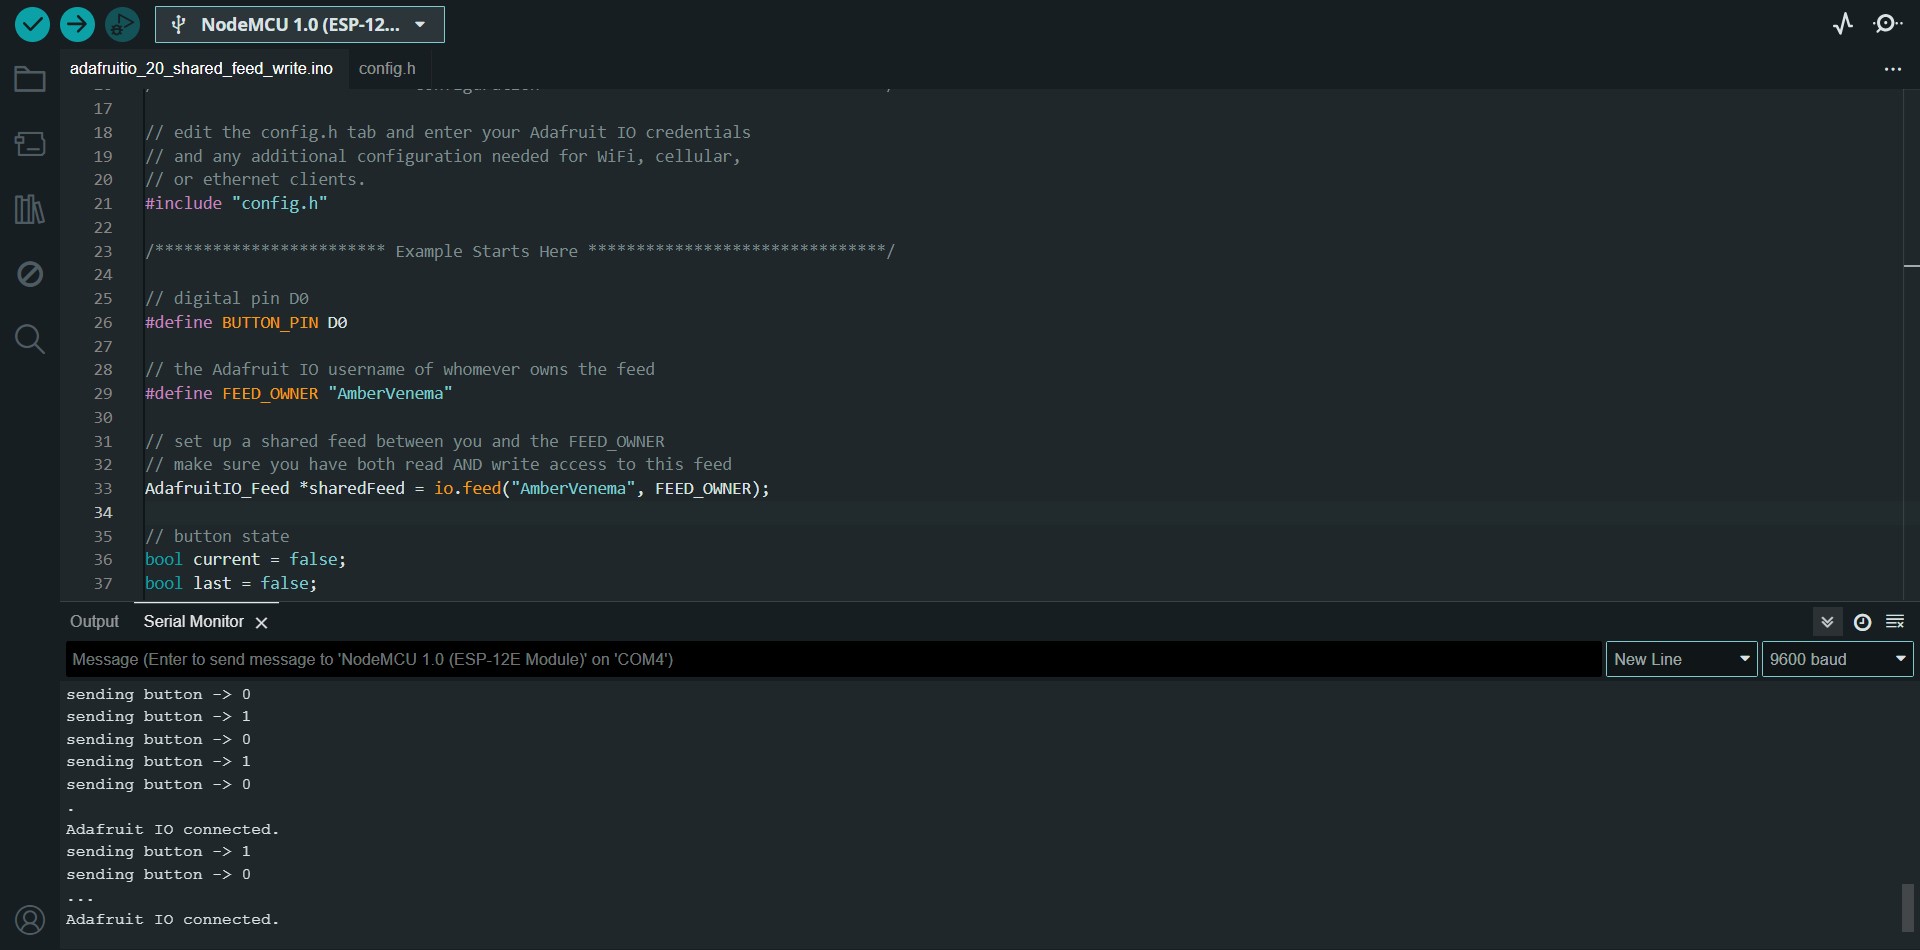 NodeMCU 1.0 (ESP-12...
adafruitio_20_shared_feed_write.ino
config.h
...
17
18 // edit the config.h tab and enter your Adafruit IO credentials
19 // and any additional configuration needed for WiFi, cellular,
20 // or ethernet clients.
21 #include "config.h"
22
23 /************************ Example Starts Here *******************************/
24
25 // digital pin D0
26 #define BUTTON_PIN D0
27
28 // the Adafruit IO username of whomever owns the feed
29 #define FEED_OWNER "AmberVenema"
30
31 // set up a shared feed between you and the FEED_OWNER
32 // make sure you have both read AND write access to this feed
33 AdafruitIO_Feed *sharedFeed = io.feed("AmberVenema", FEED_OWNER);
34
35 // button state
36 bool current = false;
37 bool last = false;
Output
Serial Monitor
Message (Enter to send message to 'NodeMCU 1.0 (ESP-12E Module)' on 'COM4')
New Line
9600 baud
sending button -> 0
sending button -> 1
sending button -> 0
sending button -> 1
sending button -> 0
.
Adafruit IO connected.
sending button -> 1
sending button -> 0
...
Adafruit IO connected.